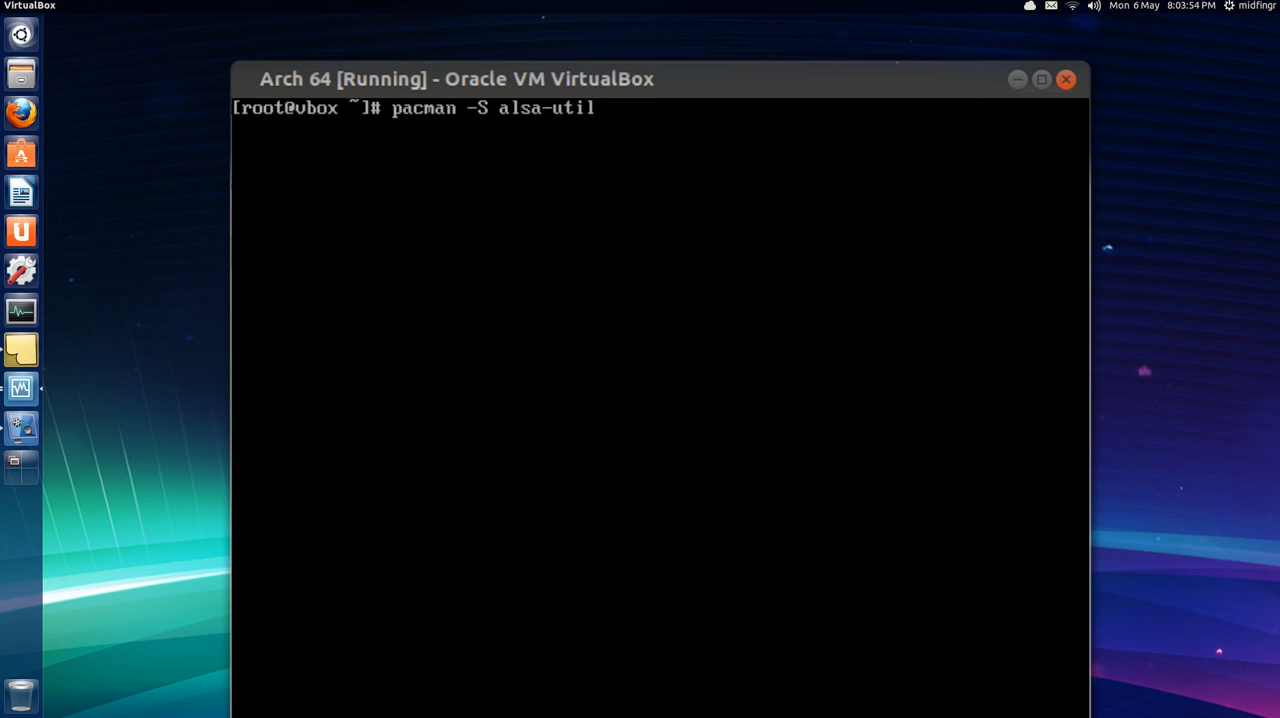 VirtualBox
Mon 6 May 8:03:54 PM midfingr
Arch 64 [Running] - Oracle VM VirtualBox
[root@vbox ~]# pacman -S alsa-util